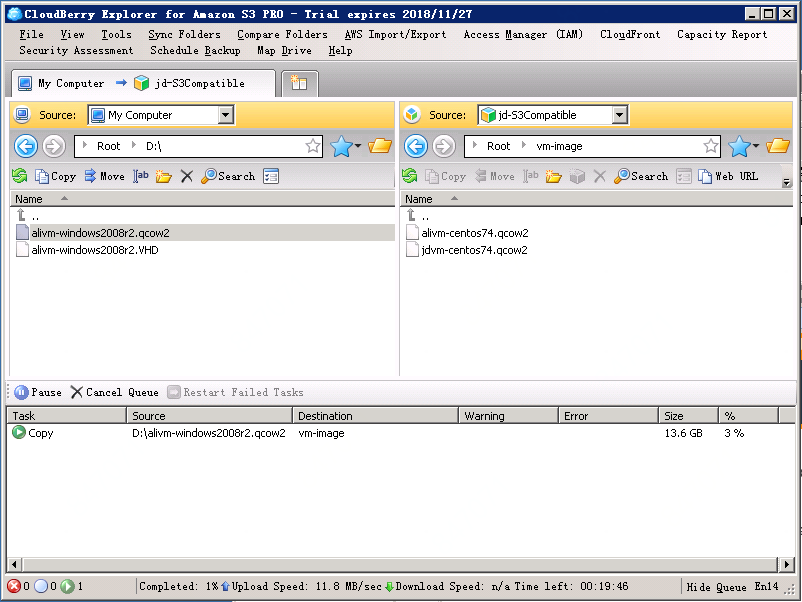 CloudBerry Explorer for Amazon S3 PRO - Trial expires 2018/11/27
File View Tools Sync Folders Compare Folders AWS Import/Export Access Manager (IAM) CloudFront Capacity Report
Security Assessment Schedule Backup Map Drive Help
My Computer jd-S3Compatible
Source: My Computer Source: jd-S3Compatible
Root D:\ Root vm-image
Copy Move Search Copy Move Search Web URL
Name Name
.. ..
alivm-windows2008r2.qcow2 alivm-centos74.qcow2
alivm-windows2008r2.VHD jdvm-centos74.qcow2
Pause Cancel Queue Restart Failed Tasks
Task Source Destination Warning Error Size %
Copy D:\alivm-windows2008r2.qcow2 vm-image 13.6 GB 3 %
0 0 1 Completed: 1% Upload Speed: 11.8 MB/sec Download Speed: n/a Time left: 00:19:46 Hide Queue En14